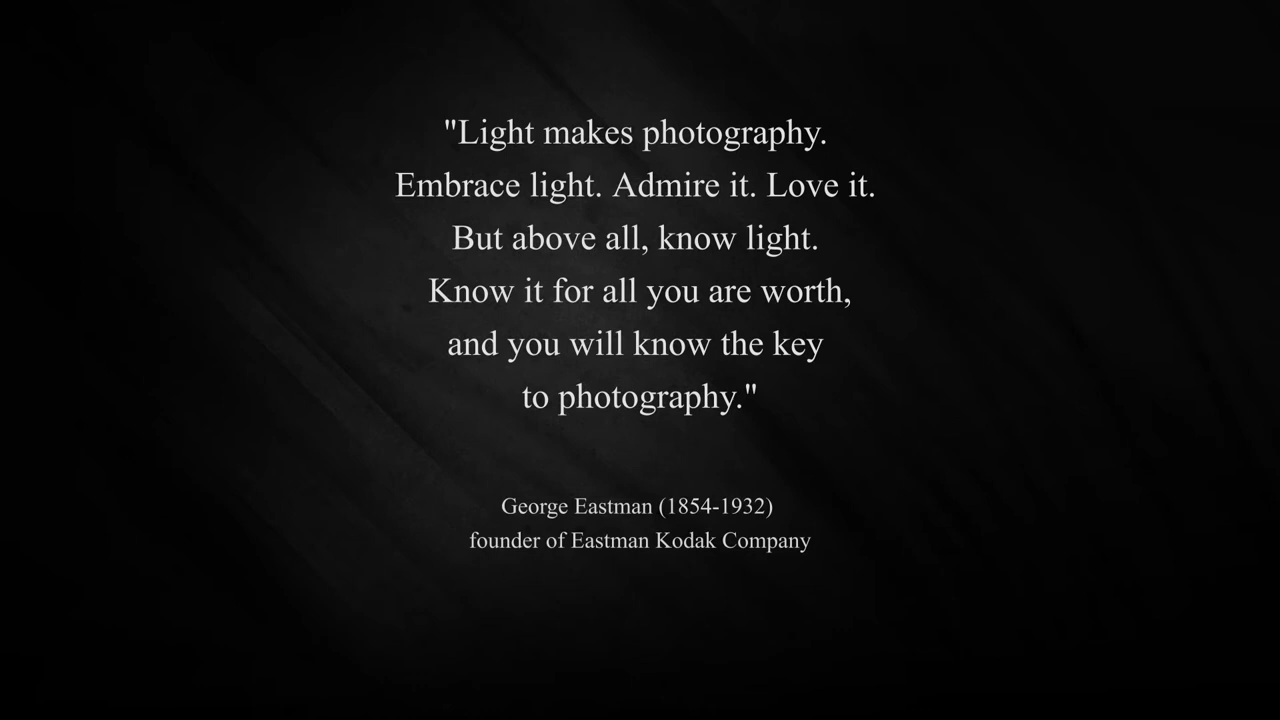 "Light makes photography.
Embrace light. Admire it. Love it.
But above all, know light.
Know it for all you are worth,
and you will know the key
to photography."
George Eastman (1854-1932)
founder of Eastman Kodak Company